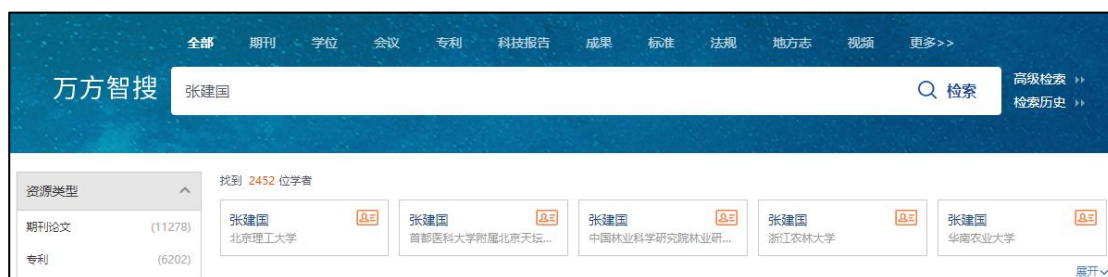 全部 期刊 学位 会议 专利 科技报告 成果 标准 法规 地方志 视频 更多>>
万方智搜 张建国 检索 高级检索
检索历史
资源类型
找到 2452 位学者
期刊论文 (11278)
专利 (6202)
张建国
北京理工大学
张建国
首都医科大学附属北京天坛...
张建国
中国林业科学研究院林业研...
张建国
浙江农林大学
张建国
华南农业大学
展开